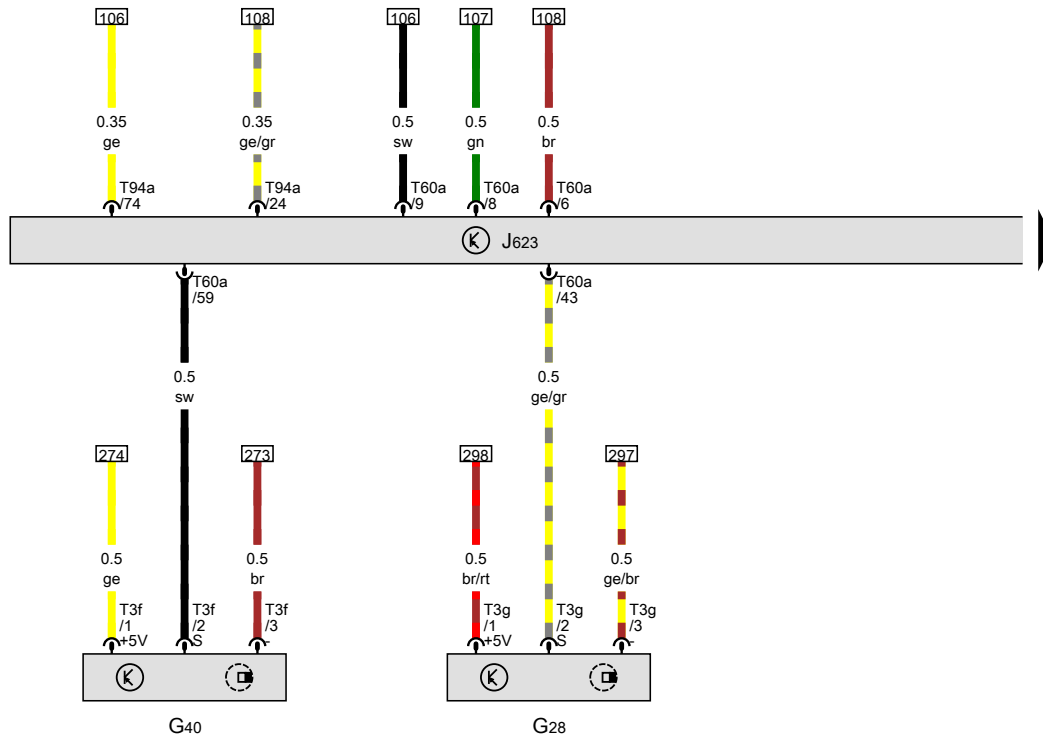 106 108 106 107 108
0.35 0.35 0.5 0.5 0.5
ge ge/gr sw gn br
T94a T94a T60a T60a T60a
/74 /24 /9 /8 /6
J623
T60a T60a
/59 /43
0.5 0.5
sw ge/gr
274 273 298 297
0.5 0.5 0.5 0.5
ge br br/rt ge/br
T3f T3f T3f T3g T3g T3g
/1 /2 /3 /1 /2 /3
+5V S - +5V S -
G40 G28